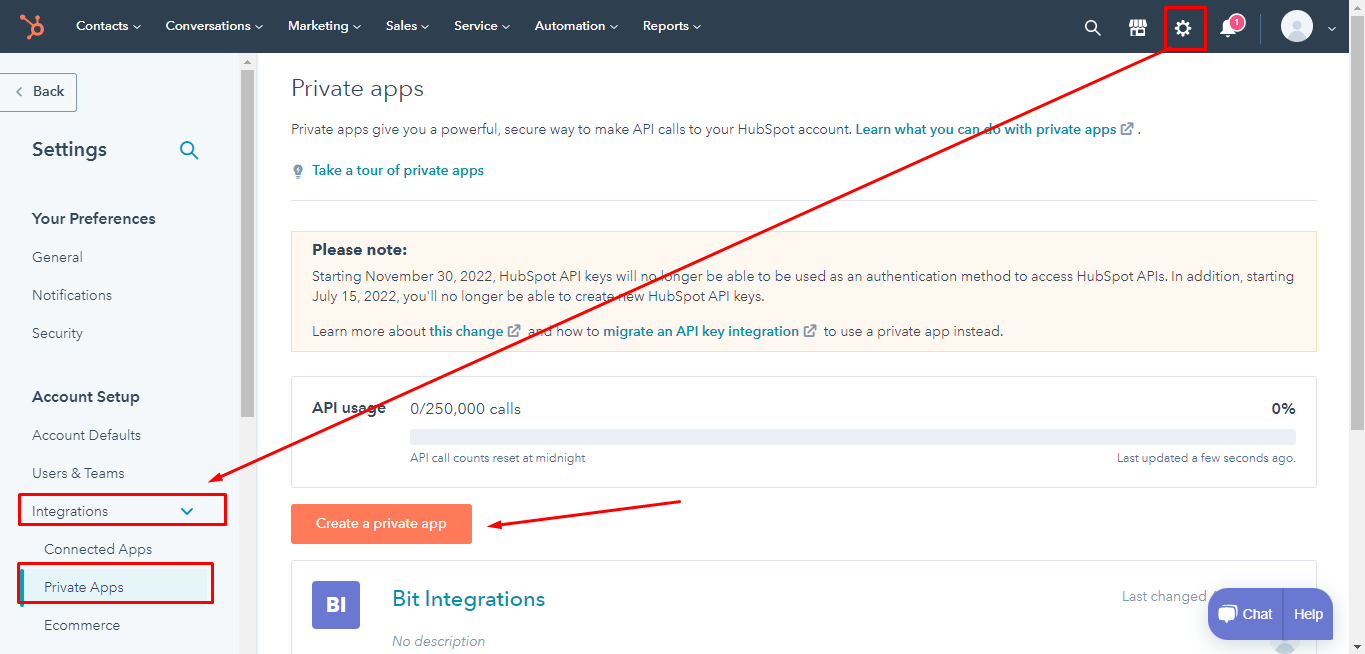 Contacts
Conversations
Marketing
Sales
Service
Automation
Reports
1
Back
Settings
Your Preferences
General
Notifications
Security
Account Setup
Account Defaults
Users & Teams
Integrations
Connected Apps
Private Apps
Ecommerce
Private apps
Private apps give you a powerful, secure way to make API calls to your HubSpot account. Learn what you can do with private apps .
Take a tour of private apps
Please note:
Starting November 30, 2022, HubSpot API keys will no longer be able to be used as an authentication method to access HubSpot APIs. In addition, starting
July 15, 2022, you'll no longer be able to create new HubSpot API keys.
Learn more about this change and how to migrate an API key integration to use a private app instead.
API usage
0/250,000 calls
0%
API call counts reset at midnight
Last updated a few seconds ago.
Create a private app
BI
Bit Integrations
Last changed
No description
Chat
Help